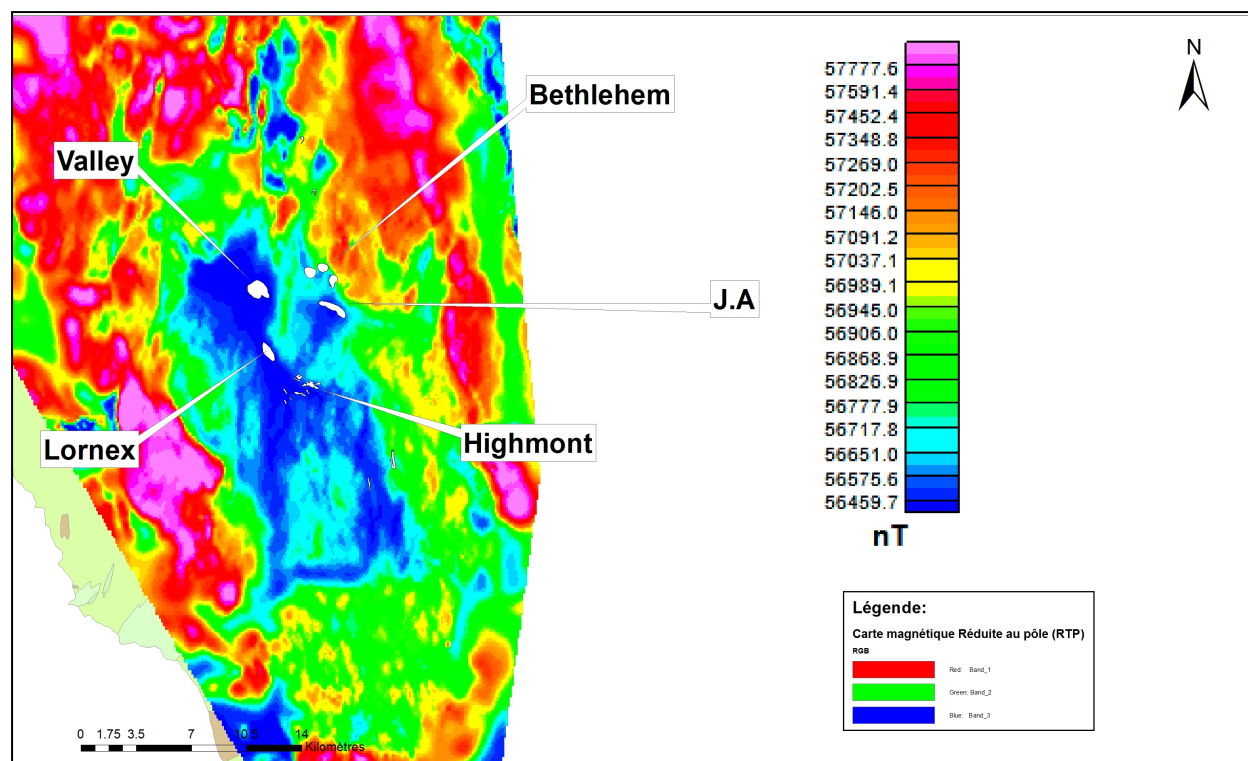 N
Bethlehem
Valley
J.A
Lornex
Highmont
57777.6
57591.4
57452.4
57348.8
57269.0
57202.5
57146.0
57091.2
57037.1
56989.1
56945.0
56906.0
56868.9
56826.9
56777.9
56717.8
56651.0
56575.6
56459.7
nT
Légende:
Carte magnétique Réduite au pôle (RTP)
RGB
Red: Band_1
Green: Band_2
Blue: Band_3
0 1.75 3.5 7 10.5 14
Kilomètres